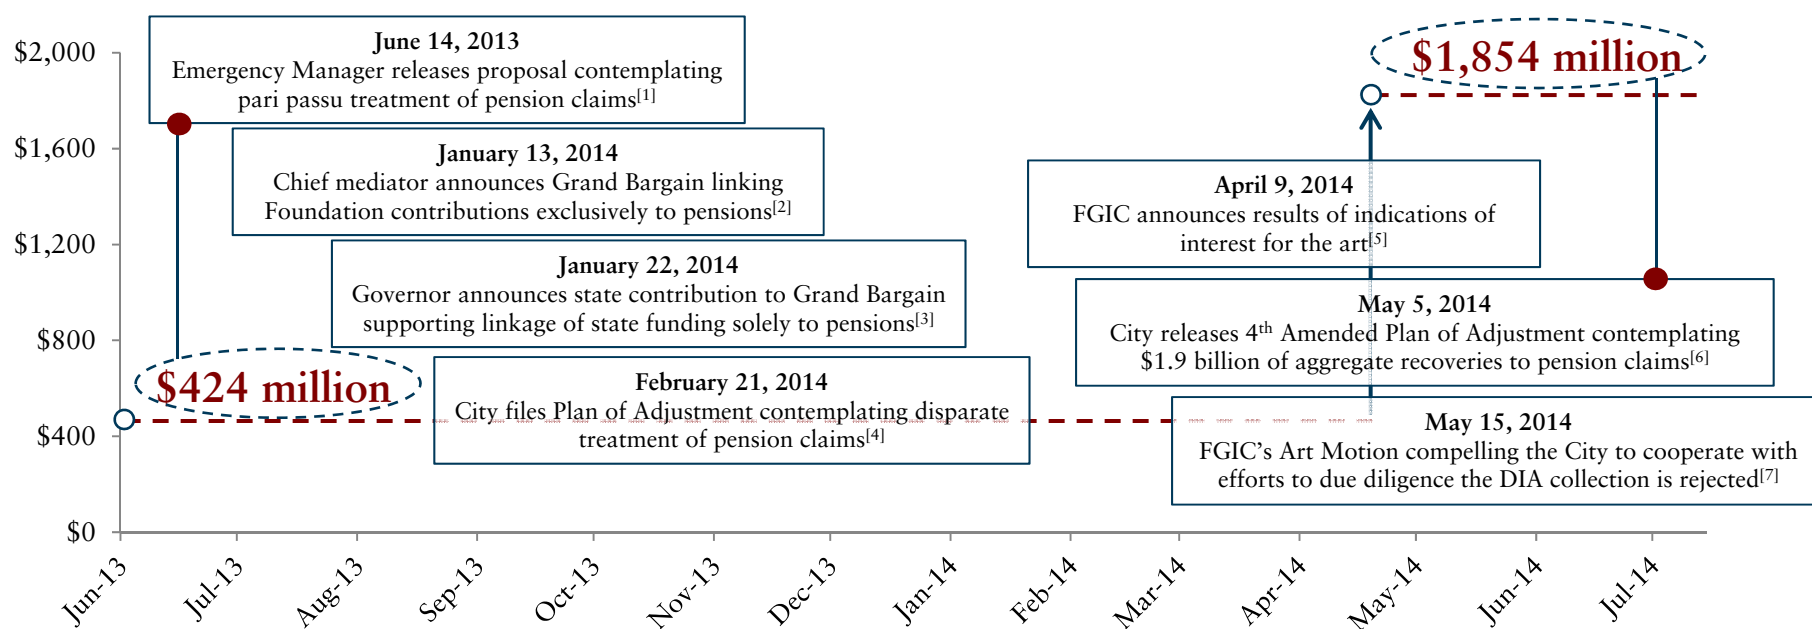 June 14, 2013
Emergency Manager releases proposal contemplating
pari passu treatment of pension claims[1]
January 13, 2014
Chief mediator announces Grand Bargain linking
Foundation contributions exclusively to pensions[2]
January 22, 2014
Governor announces state contribution to Grand Bargain
supporting linkage of state funding solely to pensions[3]
February 21, 2014
City files Plan of Adjustment contemplating disparate
treatment of pension claims[4]
$424 million
$1,854 million
April 9, 2014
FGIC announces results of indications of
interest for the art[5]
May 5, 2014
City releases 4th Amended Plan of Adjustment contemplating
$1.9 billion of aggregate recoveries to pension claims[6]
May 15, 2014
FGIC's Art Motion compelling the City to cooperate with
efforts to due diligence the DIA collection is rejected[7]
$2,000
$1,600
$1,200
$800
$400
$0
Jun-13
Jul-13
Aug-13
Sep-13
Oct-13
Nov-13
Dec-13
Jan-14
Feb-14
Mar-14
Apr-14
May-14
Jun-14
Jul-14